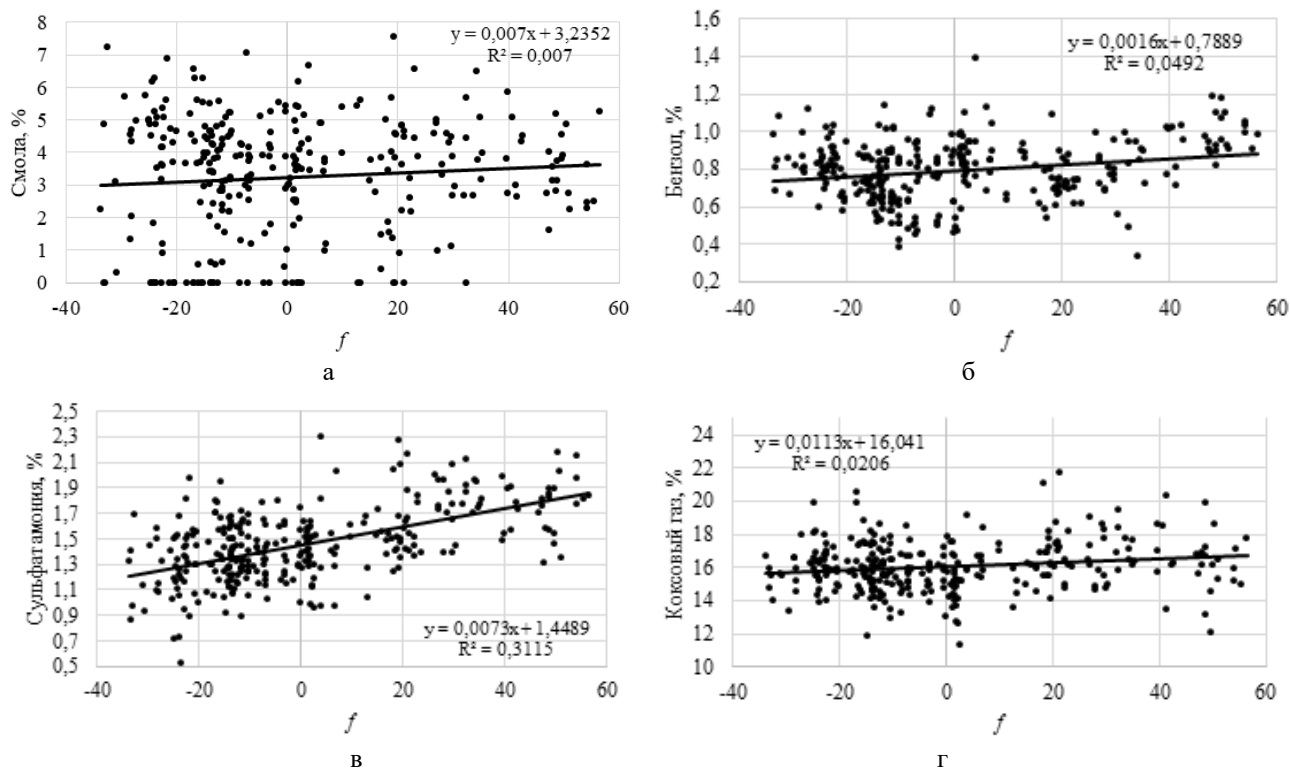 8
7
6
5
4
3
2
1
0
Смола, %
y = 0,007x + 3,2352
R² = 0,007
-40 -20 0 20 40 60
f
а
1,6
1,4
1,2
1,0
0,8
0,6
0,4
0,2
Бензол, %
y = 0,0016x + 0,7889
R² = 0,0492
-40 -20 0 20 40 60
f
б
2,5
2,3
2,1
1,9
1,7
1,5
1,3
1,1
0,9
0,7
0,5
Сульфатамония, %
y = 0,0073x + 1,4489
R² = 0,3115
-40 -20 0 20 40 60
f
в
24
22
20
18
16
14
12
10
Коксовый газ, %
y = 0,0113x + 16,041
R² = 0,0206
-40 -20 0 20 40 60
f
г